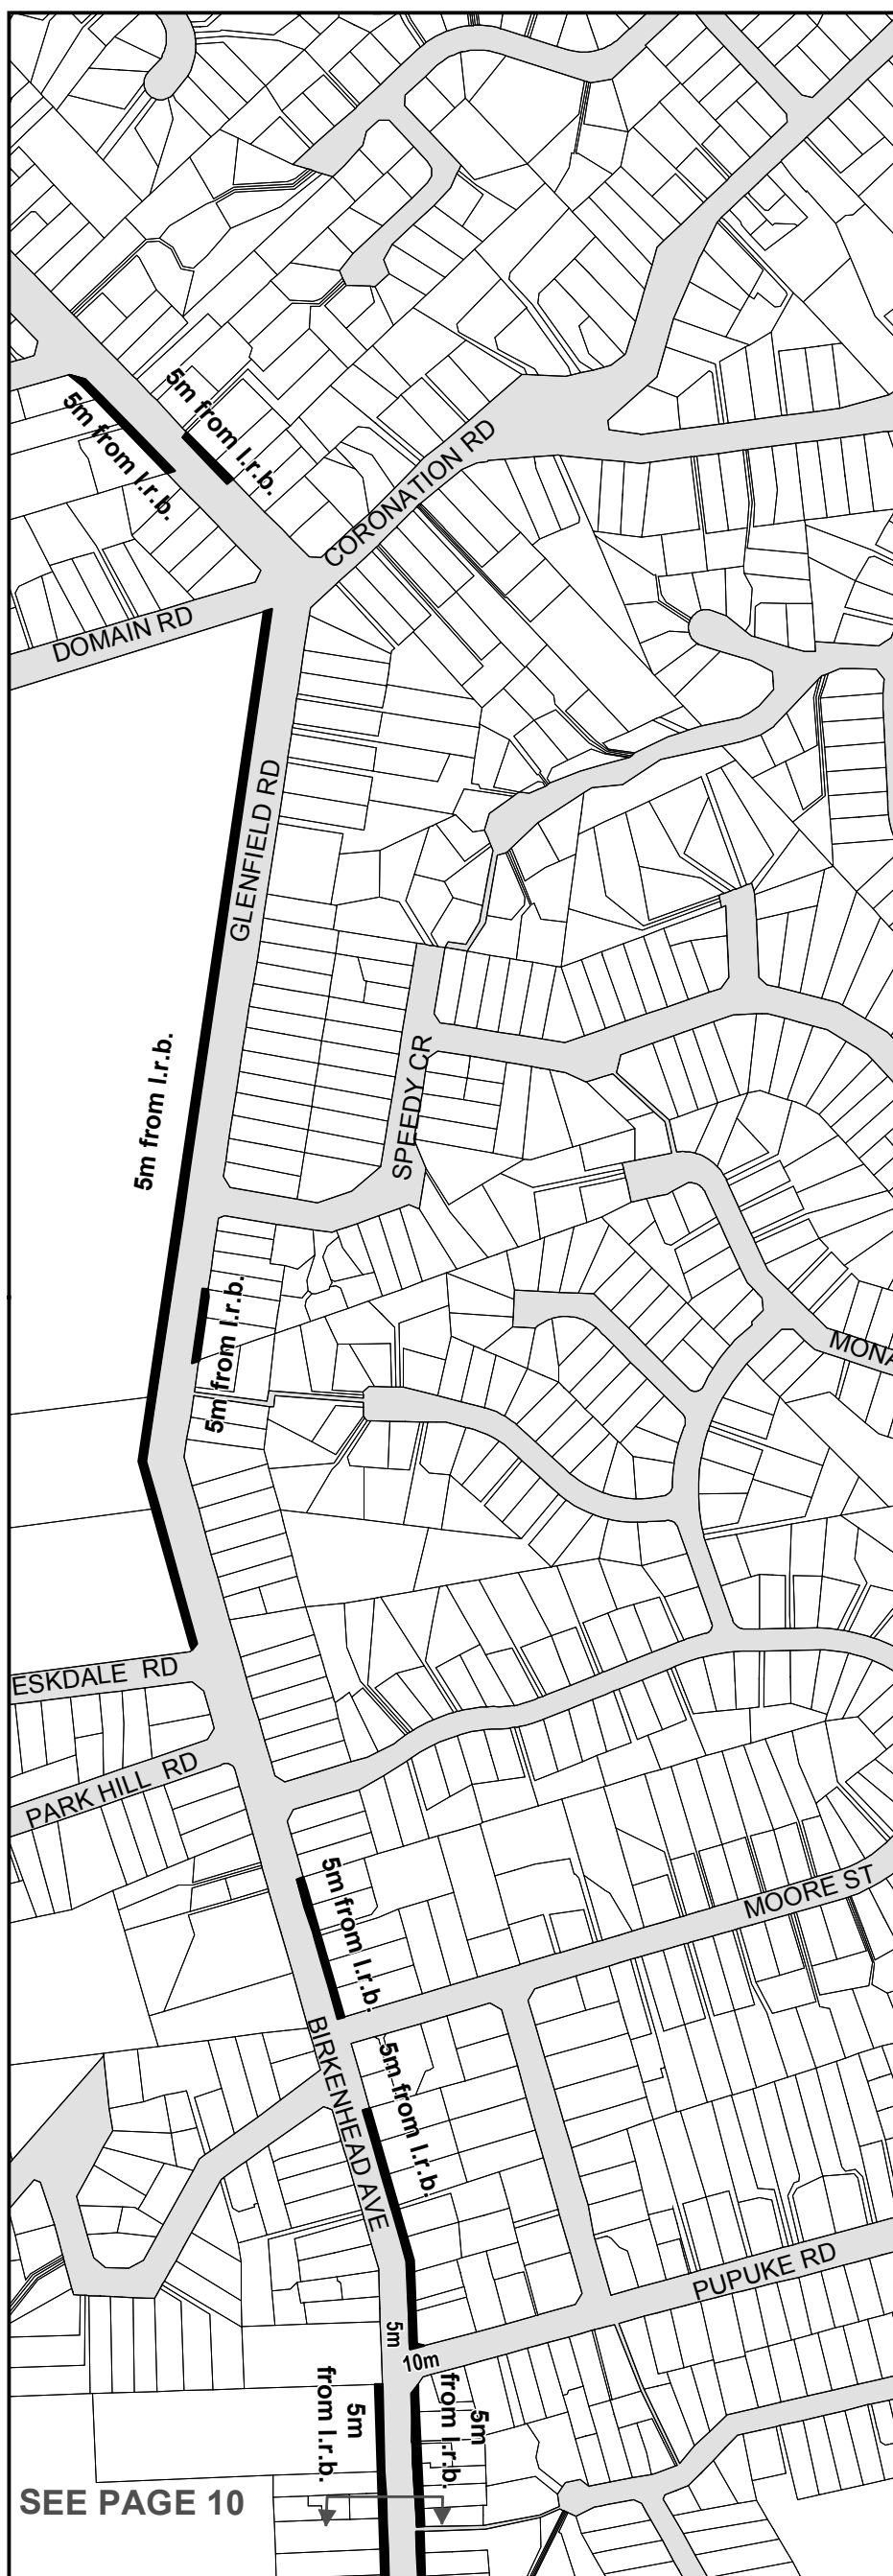 5m from l.r.b.
5m from l.r.b.
CORONATION RD
DOMAIN RD
GLENFIELD RD
5m from l.r.b.
SPEEDY CR
5m from l.r.b.
MONA
ESKDALE RD
PARK HILL RD
5m from l.r.b.
MOORE ST
BIRKENHEAD AVE
5m from l.r.b.
PUPUKE RD
5m
10m
5m
from l.r.b.
5m
from l.r.b.
SEE PAGE 10